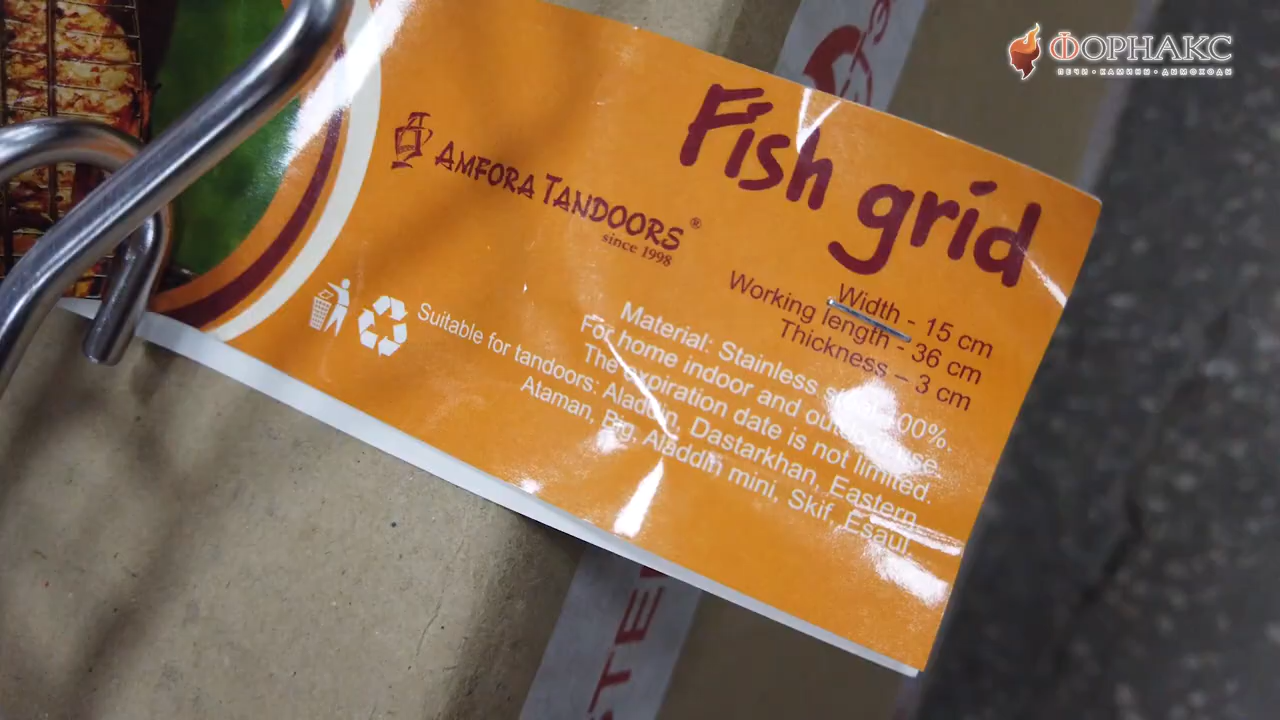 ФОРНАКС
ПЕЧИ • КАМИНЫ • ДИМОХОДЫ
Fish grid
AMFORA TANDOORS®
since 1998
Width - 15 cm
Working length - 36 cm
Thickness – 3 cm
Material: Stainless steel 100%.
For home indoor and outdoor use.
The expiration date is not limited.
Suitable for tandoors: Aladdin, Dastarkhan, Eastern,
Ataman, Big, Aladdin mini, Skif, Esaul
STE